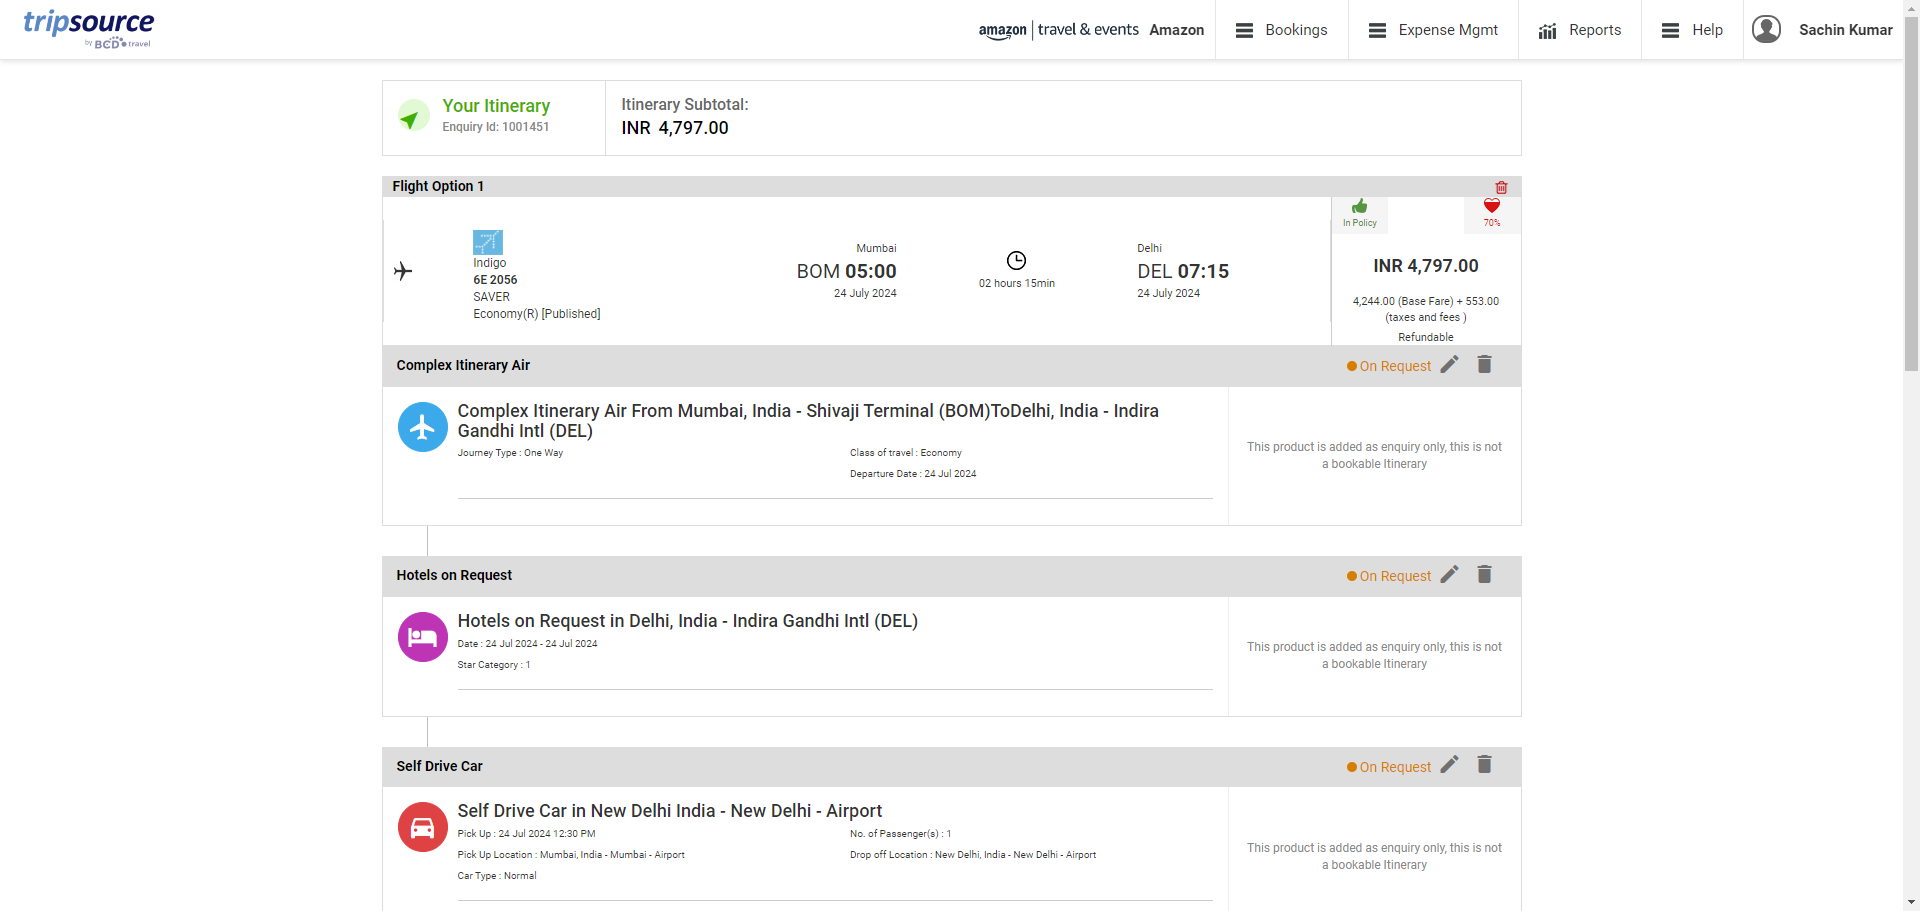 tripsource
by BCD travel
amazon | travel & events Amazon
Bookings
Expense Mgmt
Reports
Help
Sachin Kumar
Your Itinerary
Enquiry Id: 1001451
Itinerary Subtotal:
INR 4,797.00
Flight Option 1
Indigo
6E 2056
SAVER
Economy(R) [Published]
Mumbai
BOM 05:00
24 July 2024
02 hours 15min
Delhi
DEL 07:15
24 July 2024
In Policy
70%
INR 4,797.00
4,244.00 (Base Fare) + 553.00
(taxes and fees )
Refundable
Complex Itinerary Air
On Request
Complex Itinerary Air From Mumbai, India - Shivaji Terminal (BOM)ToDelhi, India - Indira
Gandhi Intl (DEL)
Journey Type : One Way
Class of travel : Economy
Departure Date : 24 Jul 2024
This product is added as enquiry only, this is not
a bookable Itinerary
Hotels on Request
On Request
Hotels on Request in Delhi, India - Indira Gandhi Intl (DEL)
Date : 24 Jul 2024 - 24 Jul 2024
Star Category : 1
This product is added as enquiry only, this is not
a bookable Itinerary
Self Drive Car
On Request
Self Drive Car in New Delhi India - New Delhi - Airport
Pick Up : 24 Jul 2024 12:30 PM
No. of Passenger(s) : 1
Pick Up Location : Mumbai, India - Mumbai - Airport
Drop off Location : New Delhi, India - New Delhi - Airport
Car Type : Normal
This product is added as enquiry only, this is not
a bookable Itinerary